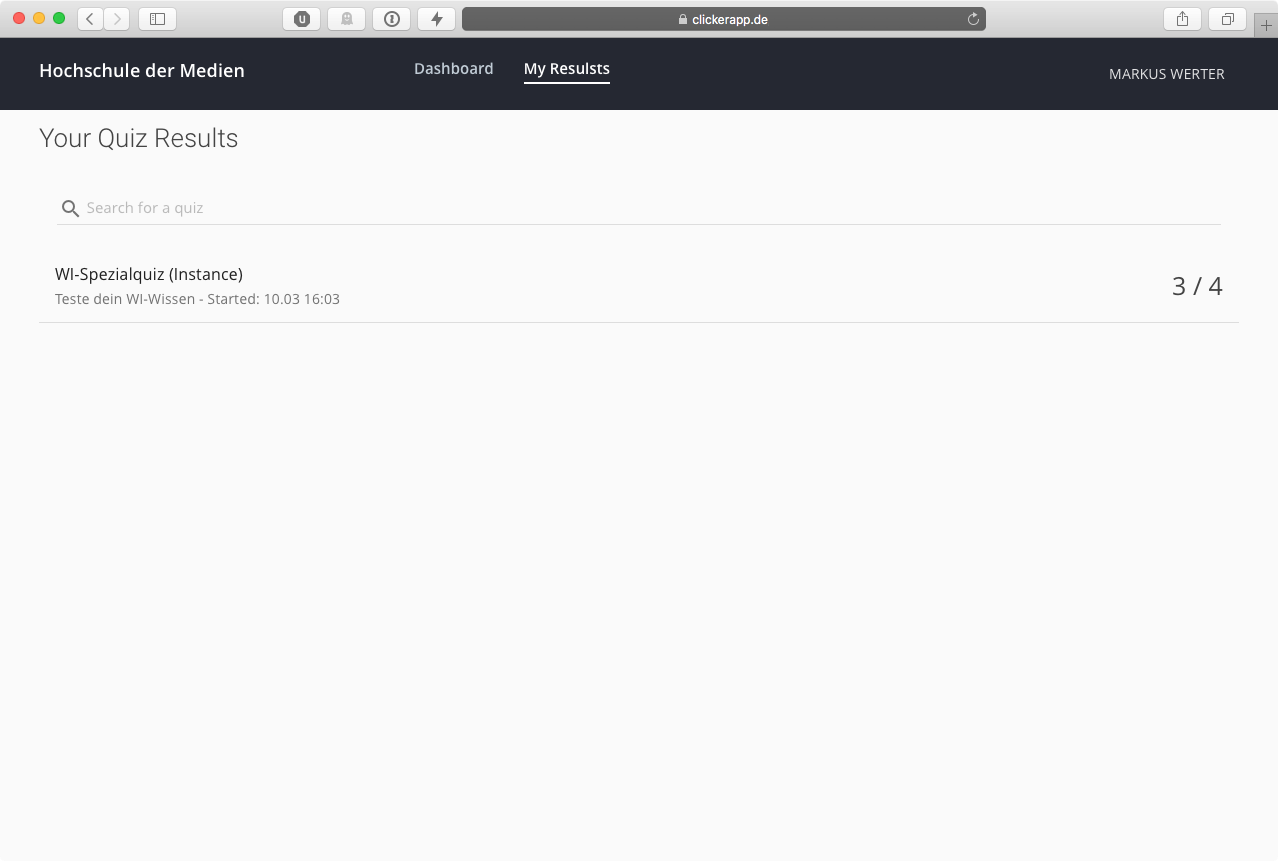 clickerapp.de
Hochschule der Medien
Dashboard
My Resulsts
MARKUS WERTER
Your Quiz Results
Search for a quiz
WI-Spezialquiz (Instance)
Teste dein WI-Wissen - Started: 10.03 16:03
3 / 4